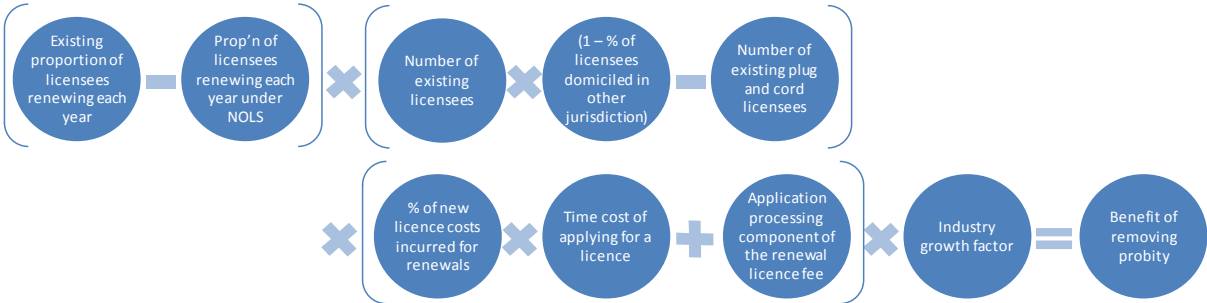 Existing
proportion of
licensees
renewing each
year
Prop’n of
licensees
renewing each
year under
NOLS
Number of
existing
licensees
(1 – % of
licensees
domiciled in
other
jurisdiction)
Number of
existing plug
and cord
licensees
% of new
licence costs
incurred for
renewals
Time cost of
applying for a
licence
Application
processing
component of
the renewal
licence fee
Industry
growth factor
Benefit of
removing
probity